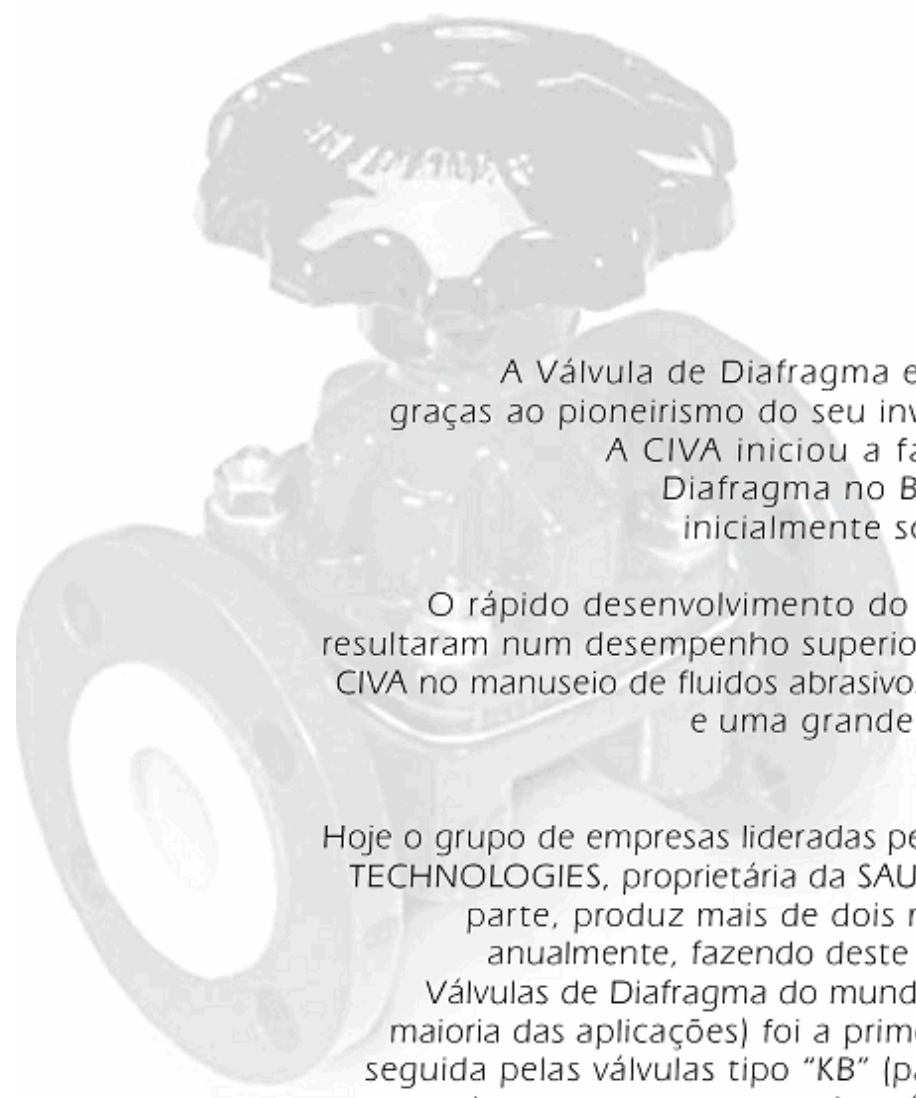 A Válvula de Diafragma e
graças ao pioneirismo do seu inv
A CIVA iniciou a fa
Diafragma no B
inicialmente so
O rápido desenvolvimento do
resultaram num desempenho superio
CIVA no manuseio de fluidos abrasivo
e uma grande
Hoje o grupo de empresas lideradas pe
TECHNOLOGIES, proprietária da SAU
parte, produz mais de dois
anualmente, fazendo deste
Válvulas de Diafragma do mund
maioria das aplicações) foi a prim
seguida pelas válvulas tipo “KB” (pa